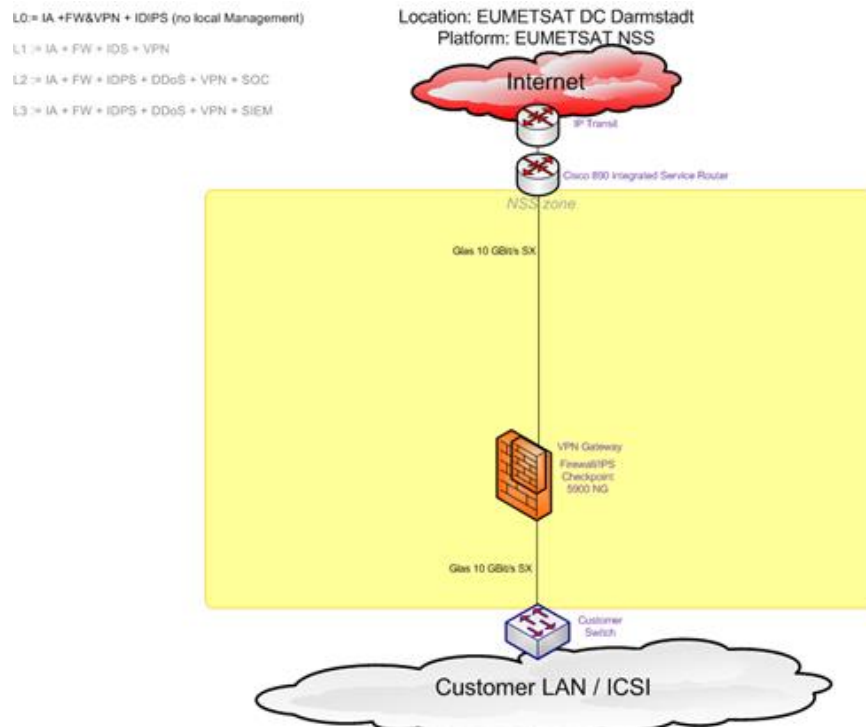 L0:= IA +FW&VPN + IDIPS (no local Management)
L1 := IA + FW + IDS + VPN
L2 := IA + FW + IDPS + DDoS + VPN + SOC
L3 := IA + FW + IDPS + DDoS + VPN + SIEM
Location: EUMETSAT DC Darmstadt
Platform: EUMETSAT NSS
Internet
IP Transit
Cisco 890 Integrated Service Router
NSS zone
Glas 10 GBit/s SX
VPN Gateway
Firewall/IPS
Checkpoint
5900 NG
Glas 10 GBit/s SX
Customer
Switch
Customer LAN / ICSI